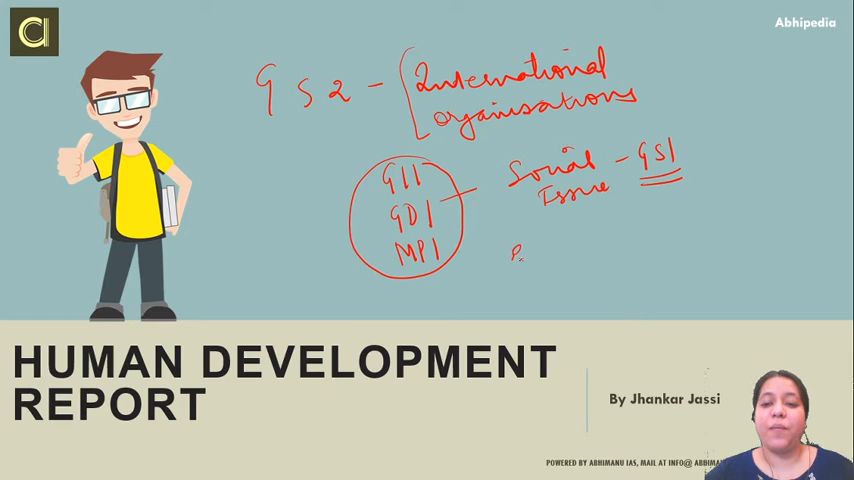 Abhipedia
GS2 - International
organisations
GII
GDI
MPI
Social - GS1
Issue
P
HUMAN DEVELOPMENT
REPORT
By Jhankar Jassi
POWERED BY ABHIMANU IAS, MAIL AT INFO@ ABHIMA